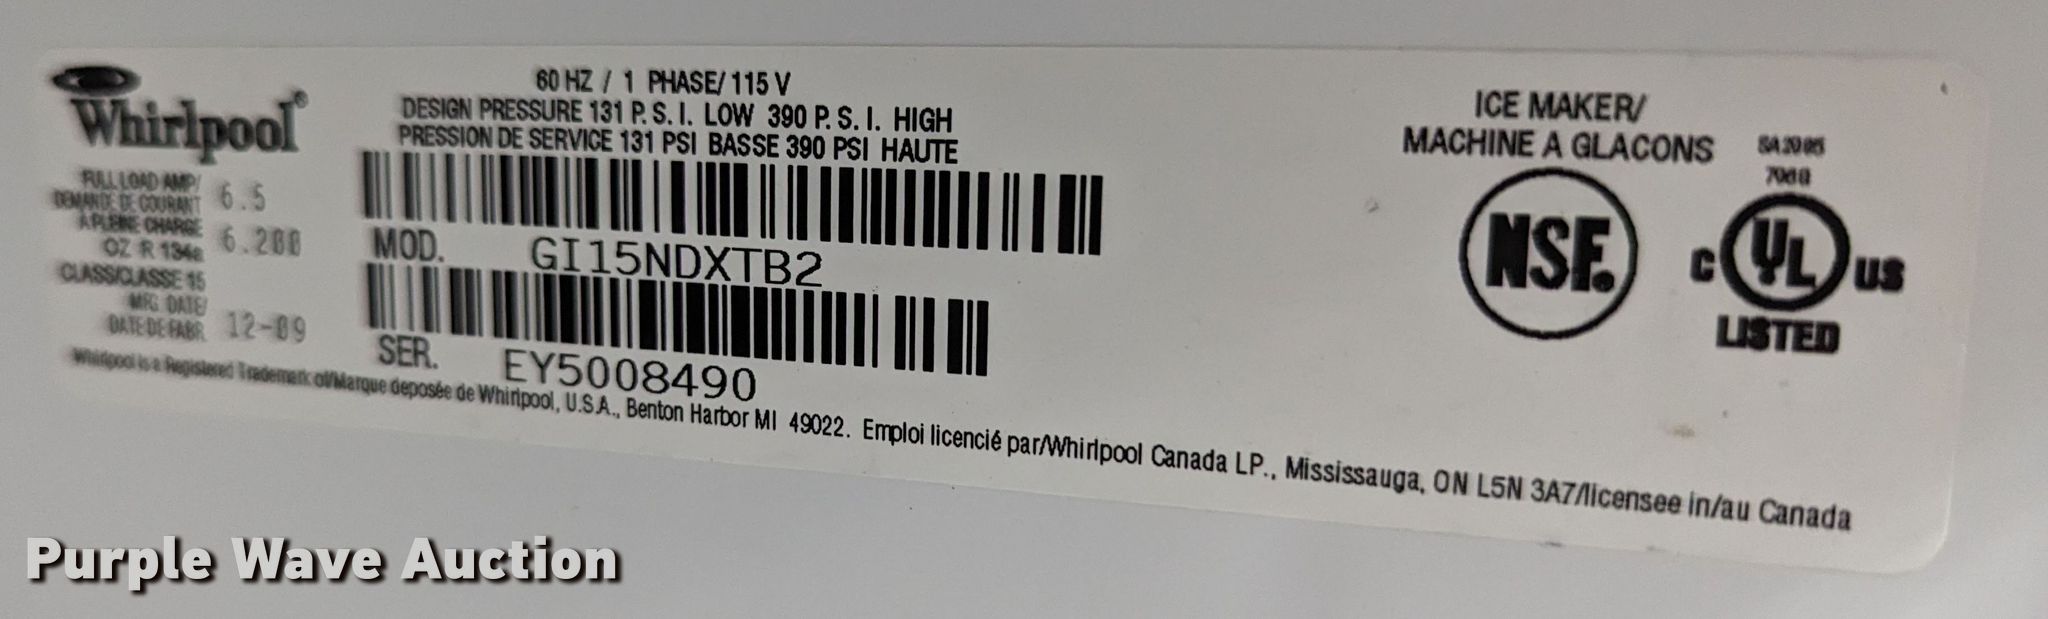 Whirlpool®
60 HZ / 1 PHASE/ 115 V
DESIGN PRESSURE 131 P. S. I. LOW 390 P. S. I. HIGH
PRESSION DE SERVICE 131 PSI BASSE 390 PSI HAUTE
FULL LOAD AMP/
DEMANDE DE COURANT 6.5
A PLEINE CHARGE
OZ R 134a 6.200
CLASS/CLASSE 15
MFG. DATE/
DATE DE FABR. 12-09
MOD. GI15NDXTB2
SER. EY5008490
ICE MAKER/
MACHINE A GLACONS
NSF.
C UL US
LISTED
Whirlpool is a Registered Trademark of/Marque deposée de Whirlpool, U.S.A., Benton Harbor MI 49022. Emploi licencié par/Whirlpool Canada LP., Mississauga, ON L5N 3A7/licensee in/au Canada
Purple Wave Auction